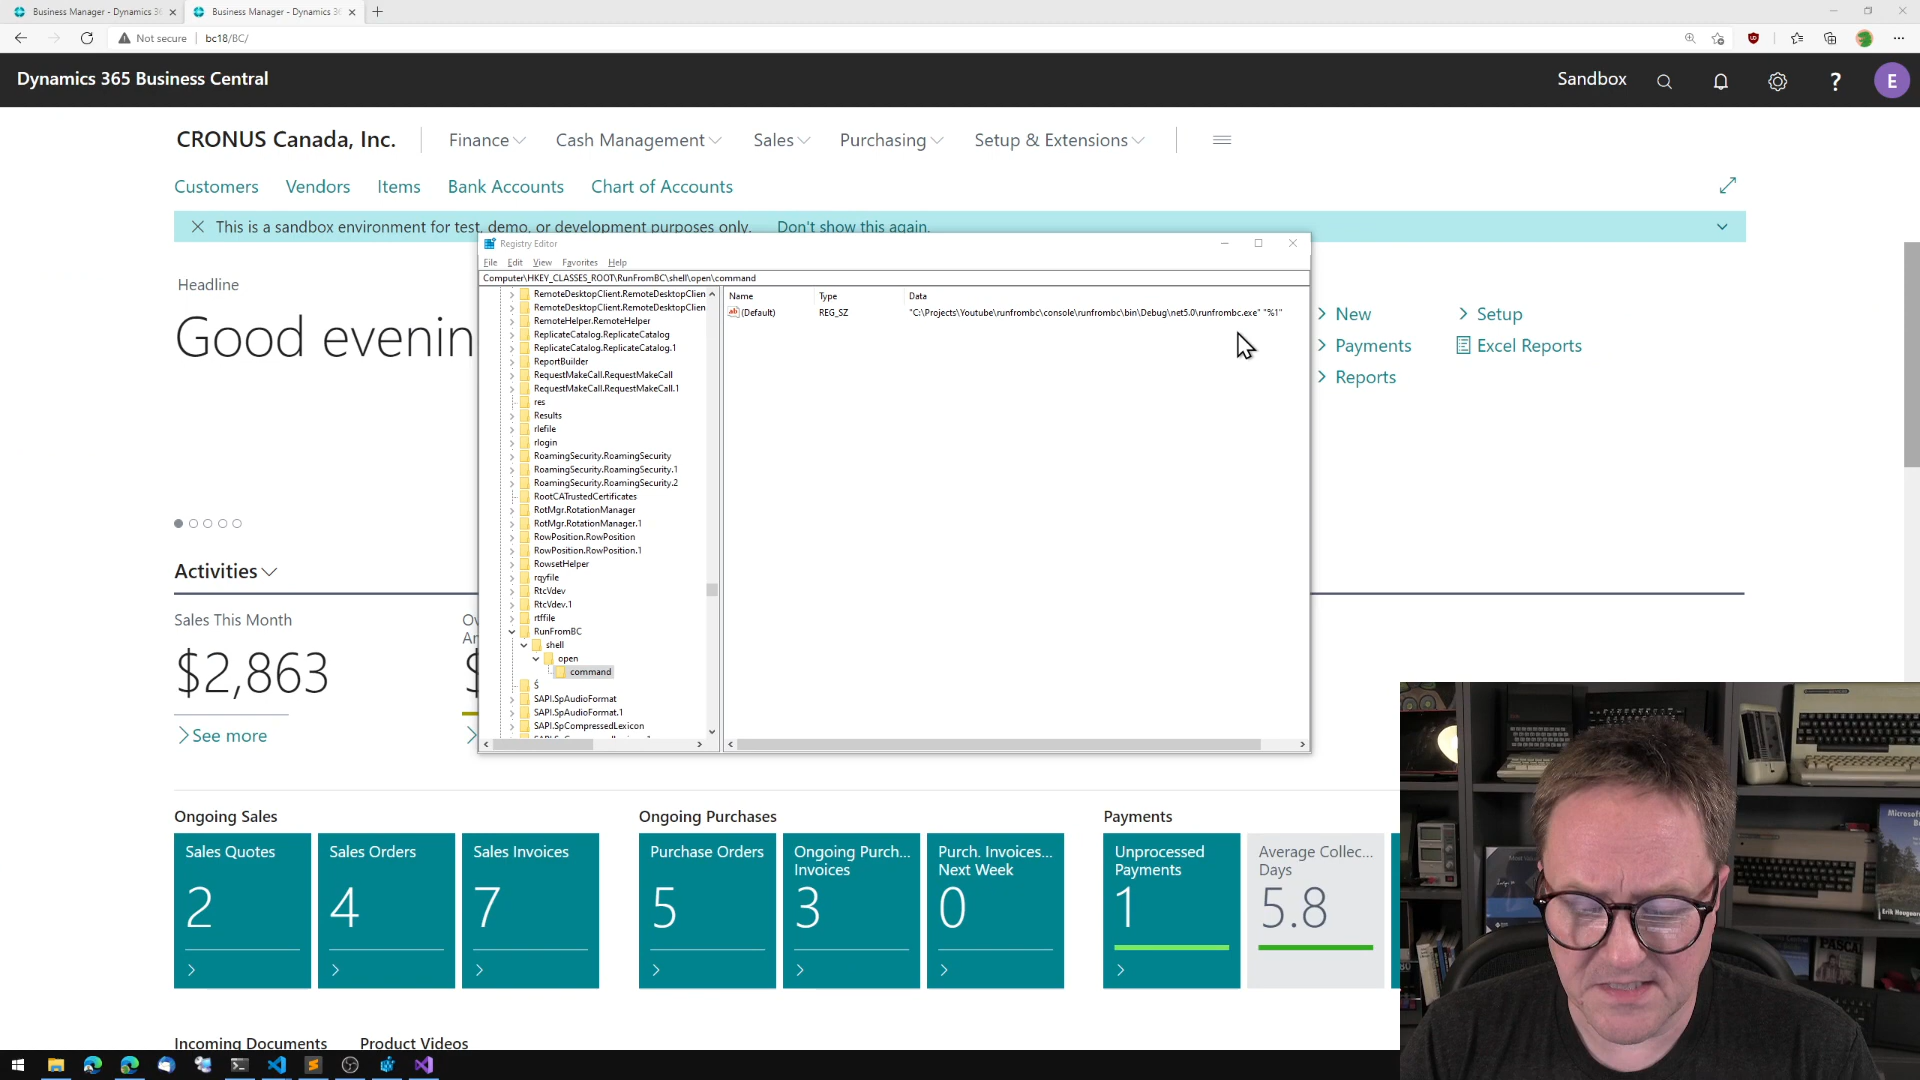 Business Manager - Dynamics 36
Business Manager - Dynamics 36
Not secure
bc18/BC/
Dynamics 365 Business Central
Sandbox
?
E
CRONUS Canada, Inc.
Finance
Cash Management
Sales
Purchasing
Setup & Extensions
Customers
Vendors
Items
Bank Accounts
Chart of Accounts
This is a sandbox environment for test, demo, or development purposes only.
Don't show this again.
Headline
Good evenin
New
Setup
Payments
Excel Reports
Reports
Registry Editor
File
Edit
View
Favorites
Help
Computer\HKEY_CLASSES_ROOT\RunFromBC\shell\open\command
RemoteDesktopClient.RemoteDesktopClien
RemoteDesktopClient.RemoteDesktopClien
RemoteHelper.RemoteHelper
ReplicateCatalog.ReplicateCatalog
ReplicateCatalog.ReplicateCatalog.1
ReportBuilder
RequestMakeCall.RequestMakeCall
RequestMakeCall.RequestMakeCall.1
res
Results
rlefile
rlogin
RoamingSecurity.RoamingSecurity
RoamingSecurity.RoamingSecurity.1
RoamingSecurity.RoamingSecurity.2
RootCATrustedCertificates
RotMgr.RotationManager
RotMgr.RotationManager.1
RowPosition.RowPosition
RowPosition.RowPosition.1
RowsetHelper
rqyfile
RtcVdev
RtcVdev.1
rtffile
RunFromBC
shell
open
command
SAPI.SpAudioFormat
SAPI.SpAudioFormat.1
SAPI.SpCompressedLexicon
Name
Type
Data
(Default)
REG_SZ
"C:\Projects\Youtube\runfrombc\console\runfrombc\bin\Debug\net5.0\runfrombc.exe" "%1"
Activities
Sales This Month
$2,863
See more
Ov
Ar
$
Ongoing Sales
Sales Quotes
2
Sales Orders
4
Sales Invoices
7
Ongoing Purchases
Purchase Orders
5
Ongoing Purch...
Invoices
3
Purch. Invoices...
Next Week
0
Payments
Unprocessed
Payments
1
Average Collec...
Days
5.8
Incoming Documents
Product Videos
Microsof
Erik Hougaar
PASCAL